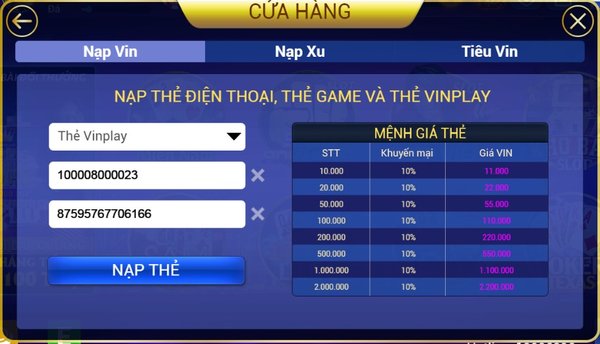 CỬA HÀNG
Nạp Vin Nạp Xu Tiêu Vin
NẠP THẺ ĐIỆN THOẠI, THẺ GAME VÀ THẺ VINPLAY
Thẻ Vinplay
100008000023
87595767706166
NẠP THẺ
MỆNH GIÁ THẺ
STT Khuyến mại Giá VIN
10.000 10% 11.000
20.000 10% 22.000
50.000 10% 55.000
100.000 10% 110.000
200.000 10% 220.000
500.000 10% 550.000
1.000.000 10% 1.100.000
2.000.000 10% 2.200.000